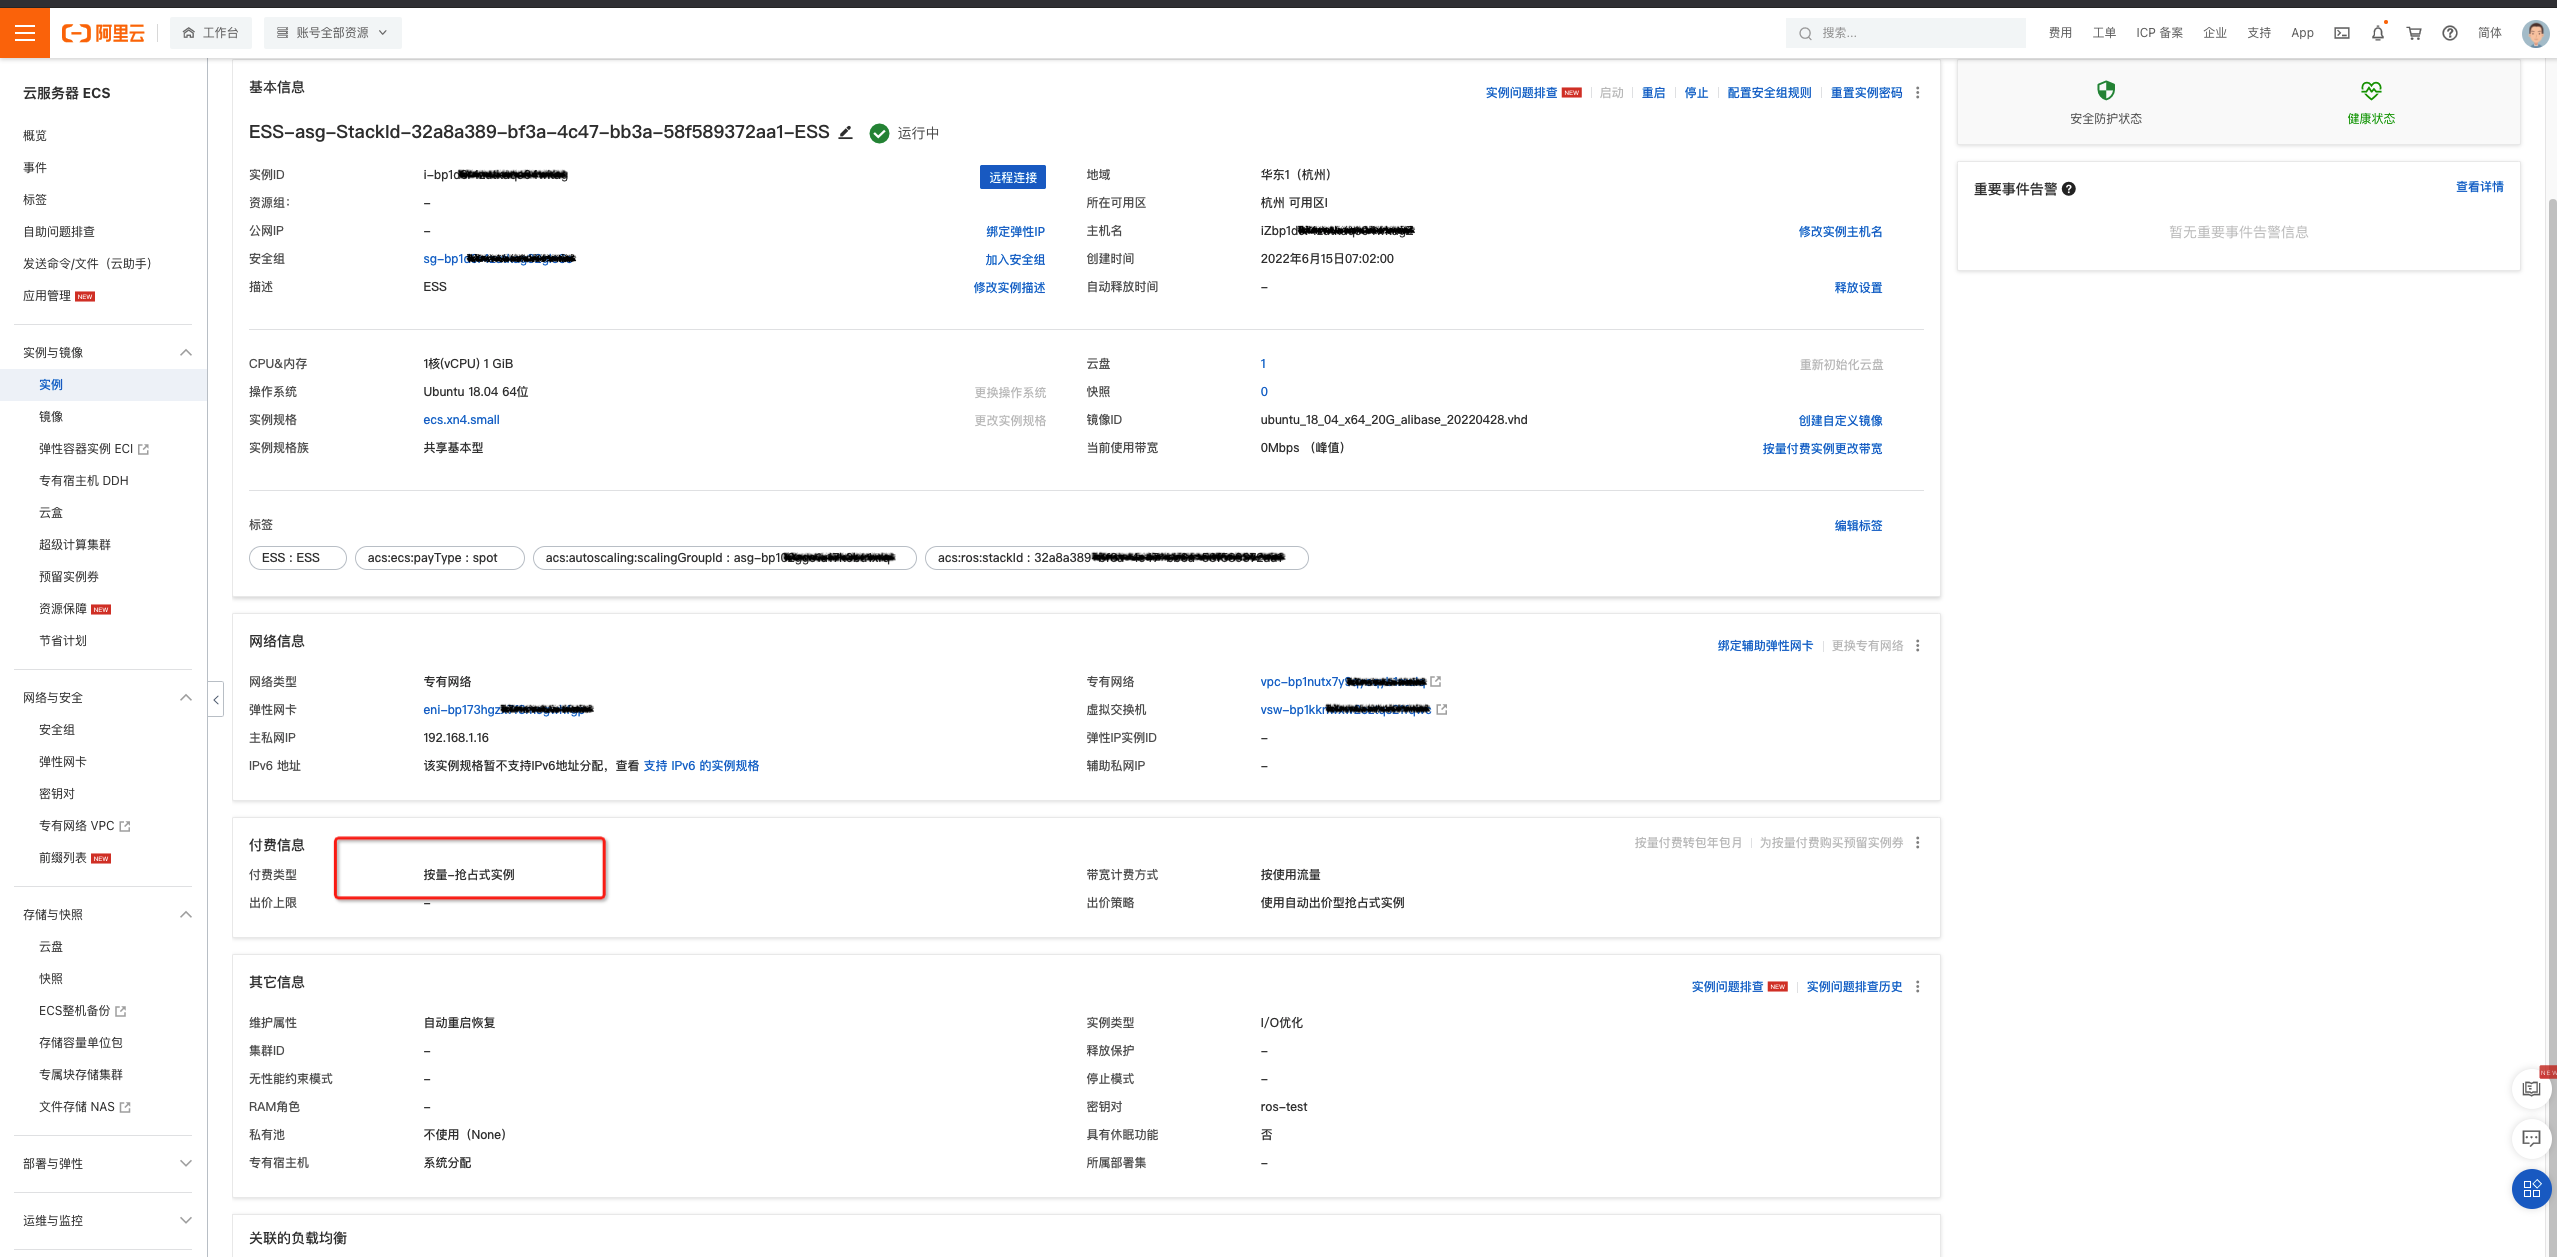 阿里云
工作台
账号全部资源
搜索...
费用
工单
ICP 备案
企业
支持
App
简体
云服务器 ECS
概览
事件
标签
自助问题排查
发送命令/文件（云助手）
应用管理 NEW
实例与镜像
实例
镜像
弹性容器实例 ECI
专有宿主机 DDH
云盒
超级计算集群
预留实例券
资源保障 NEW
节省计划
网络与安全
安全组
弹性网卡
密钥对
专有网络 VPC
前缀列表 NEW
存储与快照
云盘
快照
ECS整机备份
存储容量单位包
专属块存储集群
文件存储 NAS
部署与弹性
运维与监控
基本信息
实例问题排查 NEW 启动 重启 停止 配置安全组规则 重置实例密码
ESS-asg-StackId-32a8a389-bf3a-4c47-bb3a-58f589372aa1-ESS 运行中
实例ID i-bp1d 远程连接 地域 华东1（杭州）
资源组： - 所在可用区 杭州 可用区I
公网IP - 绑定弹性IP 主机名 iZbp1d 修改实例主机名
安全组 sg-bp1 加入安全组 创建时间 2022年6月15日07:02:00
描述 ESS 修改实例描述 自动释放时间 - 释放设置
CPU&内存 1核(vCPU) 1 GiB 云盘 1 重新初始化云盘
操作系统 Ubuntu 18.04 64位 更换操作系统 快照 0
实例规格 ecs.xn4.small 更改实例规格 镜像ID ubuntu_18_04_x64_20G_alibase_20220428.vhd 创建自定义镜像
实例规格族 共享基本型 当前使用带宽 0Mbps （峰值） 按量付费实例更改带宽
标签 编辑标签
ESS : ESS acs:ecs:payType : spot acs:autoscaling:scalingGroupId : asg-bp1 acs:ros:stackId : 32a8a389
网络信息 绑定辅助弹性网卡 更换专有网络
网络类型 专有网络 专有网络 vpc-bp1nutx7y
弹性网卡 eni-bp173hgz 虚拟交换机 vsw-bp1kk
主私网IP 192.168.1.16 弹性IP实例ID -
IPv6 地址 该实例规格暂不支持IPv6地址分配，查看 支持 IPv6 的实例规格 辅助私网IP -
付费信息 按量付费转包年包月 为按量付费购买预留实例券
付费类型 按量-抢占式实例 带宽计费方式 按使用流量
出价上限 - 出价策略 使用自动出价型抢占式实例
其它信息 实例问题排查 NEW 实例问题排查历史
维护属性 自动重启恢复 实例类型 I/O优化
集群ID - 释放保护 -
无性能约束模式 - 停止模式 -
RAM角色 - 密钥对 ros-test
私有池 不使用（None） 具有休眠功能 否
专有宿主机 系统分配 所属部署集 -
关联的负载均衡
安全防护状态
健康状态
重要事件告警
查看详情
暂无重要事件告警信息
NEW